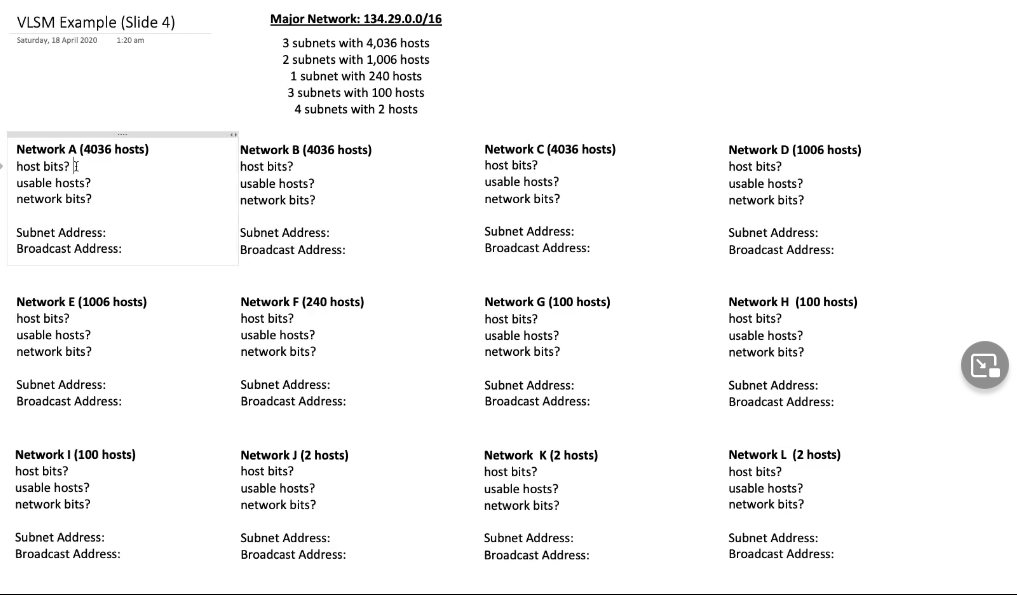 VLSM Example (Slide 4)
Saturday, 18 April 2020 1:20 am
Major Network: 134.29.0.0/16
3 subnets with 4,036 hosts
2 subnets with 1,006 hosts
1 subnet with 240 hosts
3 subnets with 100 hosts
4 subnets with 2 hosts
Network A (4036 hosts)
host bits?
usable hosts?
network bits?
Subnet Address:
Broadcast Address:
Network B (4036 hosts)
host bits?
usable hosts?
network bits?
Subnet Address:
Broadcast Address:
Network C (4036 hosts)
host bits?
usable hosts?
network bits?
Subnet Address:
Broadcast Address:
Network D (1006 hosts)
host bits?
usable hosts?
network bits?
Subnet Address:
Broadcast Address:
Network E (1006 hosts)
host bits?
usable hosts?
network bits?
Subnet Address:
Broadcast Address:
Network F (240 hosts)
host bits?
usable hosts?
network bits?
Subnet Address:
Broadcast Address:
Network G (100 hosts)
host bits?
usable hosts?
network bits?
Subnet Address:
Broadcast Address:
Network H (100 hosts)
host bits?
usable hosts?
network bits?
Subnet Address:
Broadcast Address:
Network I (100 hosts)
host bits?
usable hosts?
network bits?
Subnet Address:
Broadcast Address:
Network J (2 hosts)
host bits?
usable hosts?
network bits?
Subnet Address:
Broadcast Address:
Network K (2 hosts)
host bits?
usable hosts?
network bits?
Subnet Address:
Broadcast Address:
Network L (2 hosts)
host bits?
usable hosts?
network bits?
Subnet Address:
Broadcast Address: